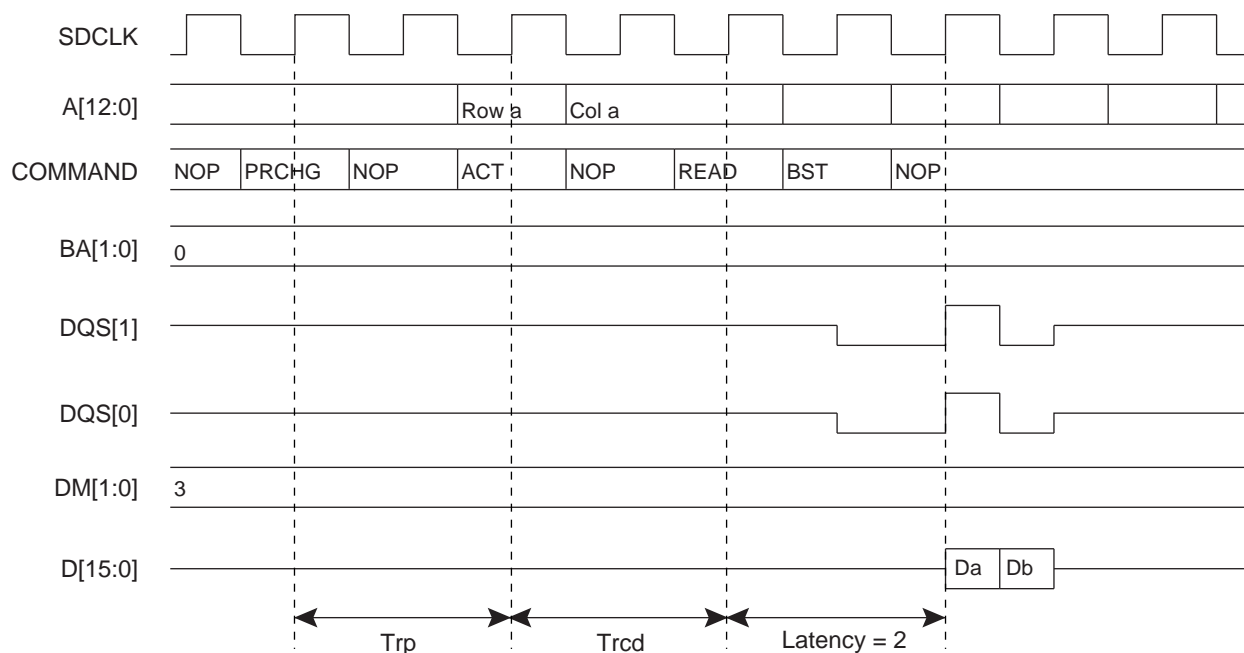 SDCLK
A[12:0] Row a Col a
COMMAND NOP PRCHG NOP ACT NOP READ BST NOP
BA[1:0] 0
DQS[1]
DQS[0]
DM[1:0] 3
D[15:0] Da Db
Trp Trcd Latency = 2